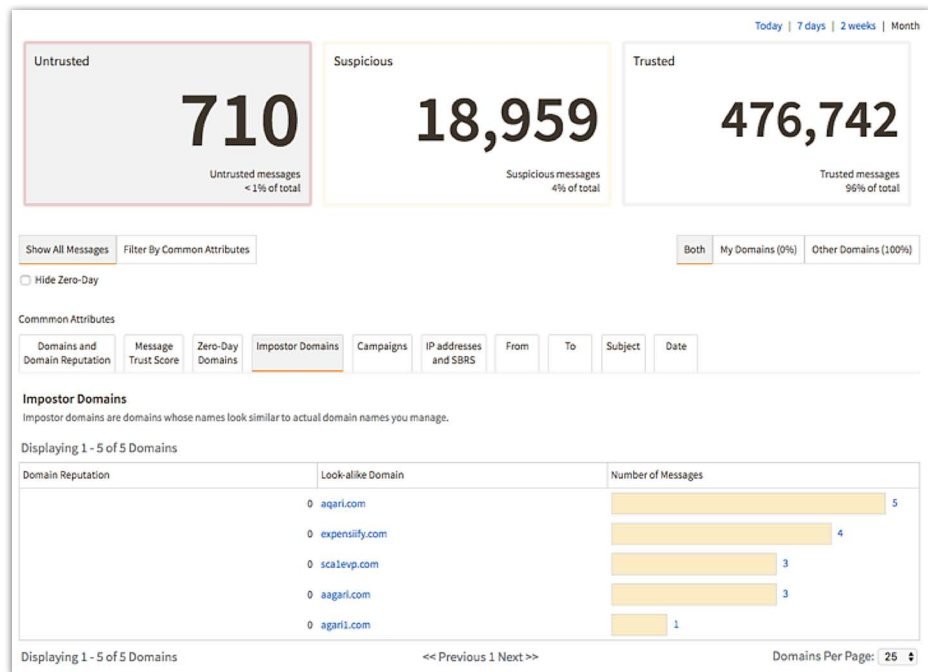 Today | 7 days | 2 weeks | Month
Untrusted
710
Untrusted messages
< 1% of total
Suspicious
18,959
Suspicious messages
4% of total
Trusted
476,742
Trusted messages
96% of total
Show All Messages Filter By Common Attributes
Both My Domains (0%) Other Domains (100%)
Hide Zero-Day
Commmon Attributes
Domains and
Domain Reputation
Message
Trust Score
Zero-Day
Domains
Impostor Domains
Campaigns
IP addresses
and SBRS
From
To
Subject
Date
Impostor Domains
Impostor domains are domains whose names look similar to actual domain names you manage.
Displaying 1 - 5 of 5 Domains
Domain Reputation Look-alike Domain Number of Messages
0 aqari.com 5
0 expensiify.com 4
0 sca1evp.com 3
0 aagari.com 3
0 agari1.com 1
Displaying 1 - 5 of 5 Domains << Previous 1 Next >> Domains Per Page: 25